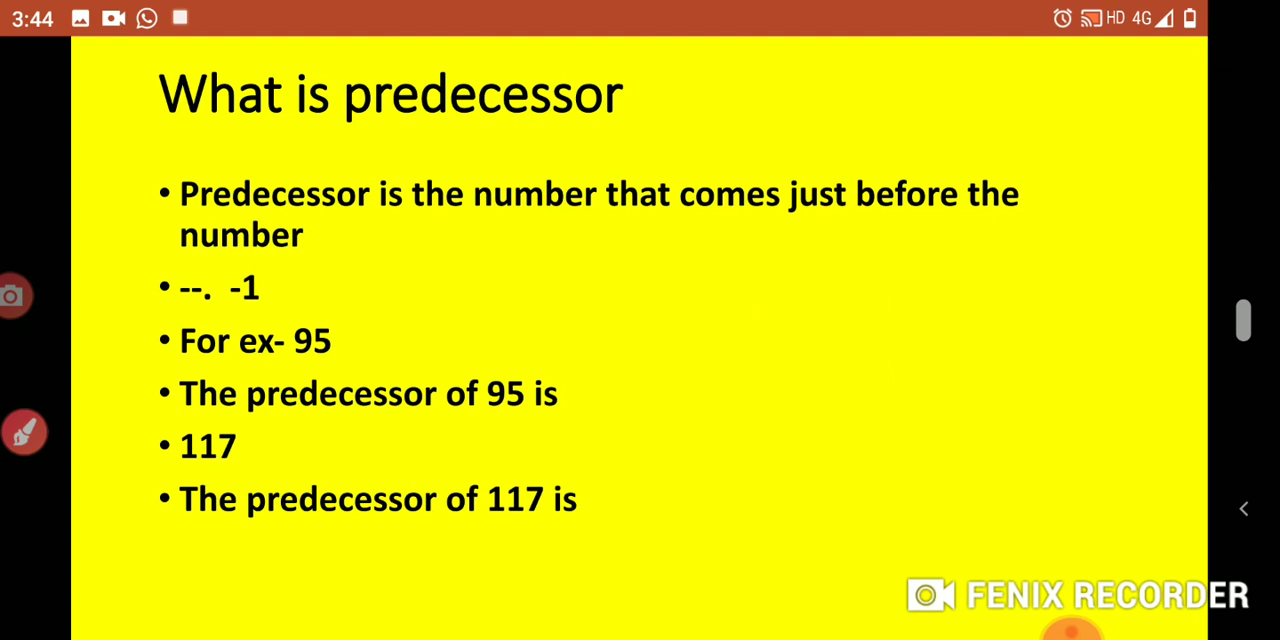 3:44 HD 4G
What is predecessor
• Predecessor is the number that comes just before the
number
• --. -1
• For ex- 95
• The predecessor of 95 is
• 117
• The predecessor of 117 is
FENIX RECORDER